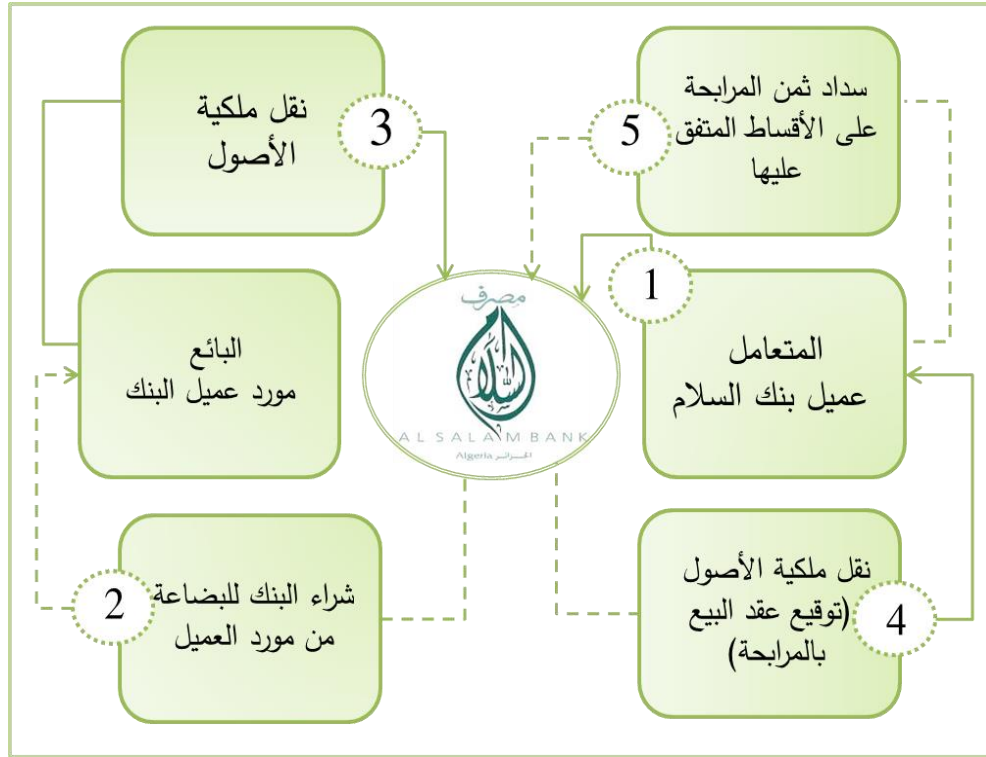 سداد ثمن المرابحة
على الأقساط المتفق
عليها
5
نقل ملكية
الأصول
3
1
المتعامل
عميل بنك السلام
مصرف
السلام
AL SALAM BANK
Algeria الجزائر
البائع
مورد عميل البنك
نقل ملكية الأصول
(توقيع عقد البيع
بالمرابحة)
4
شراء البنك للبضاعة
من مورد العميل
2